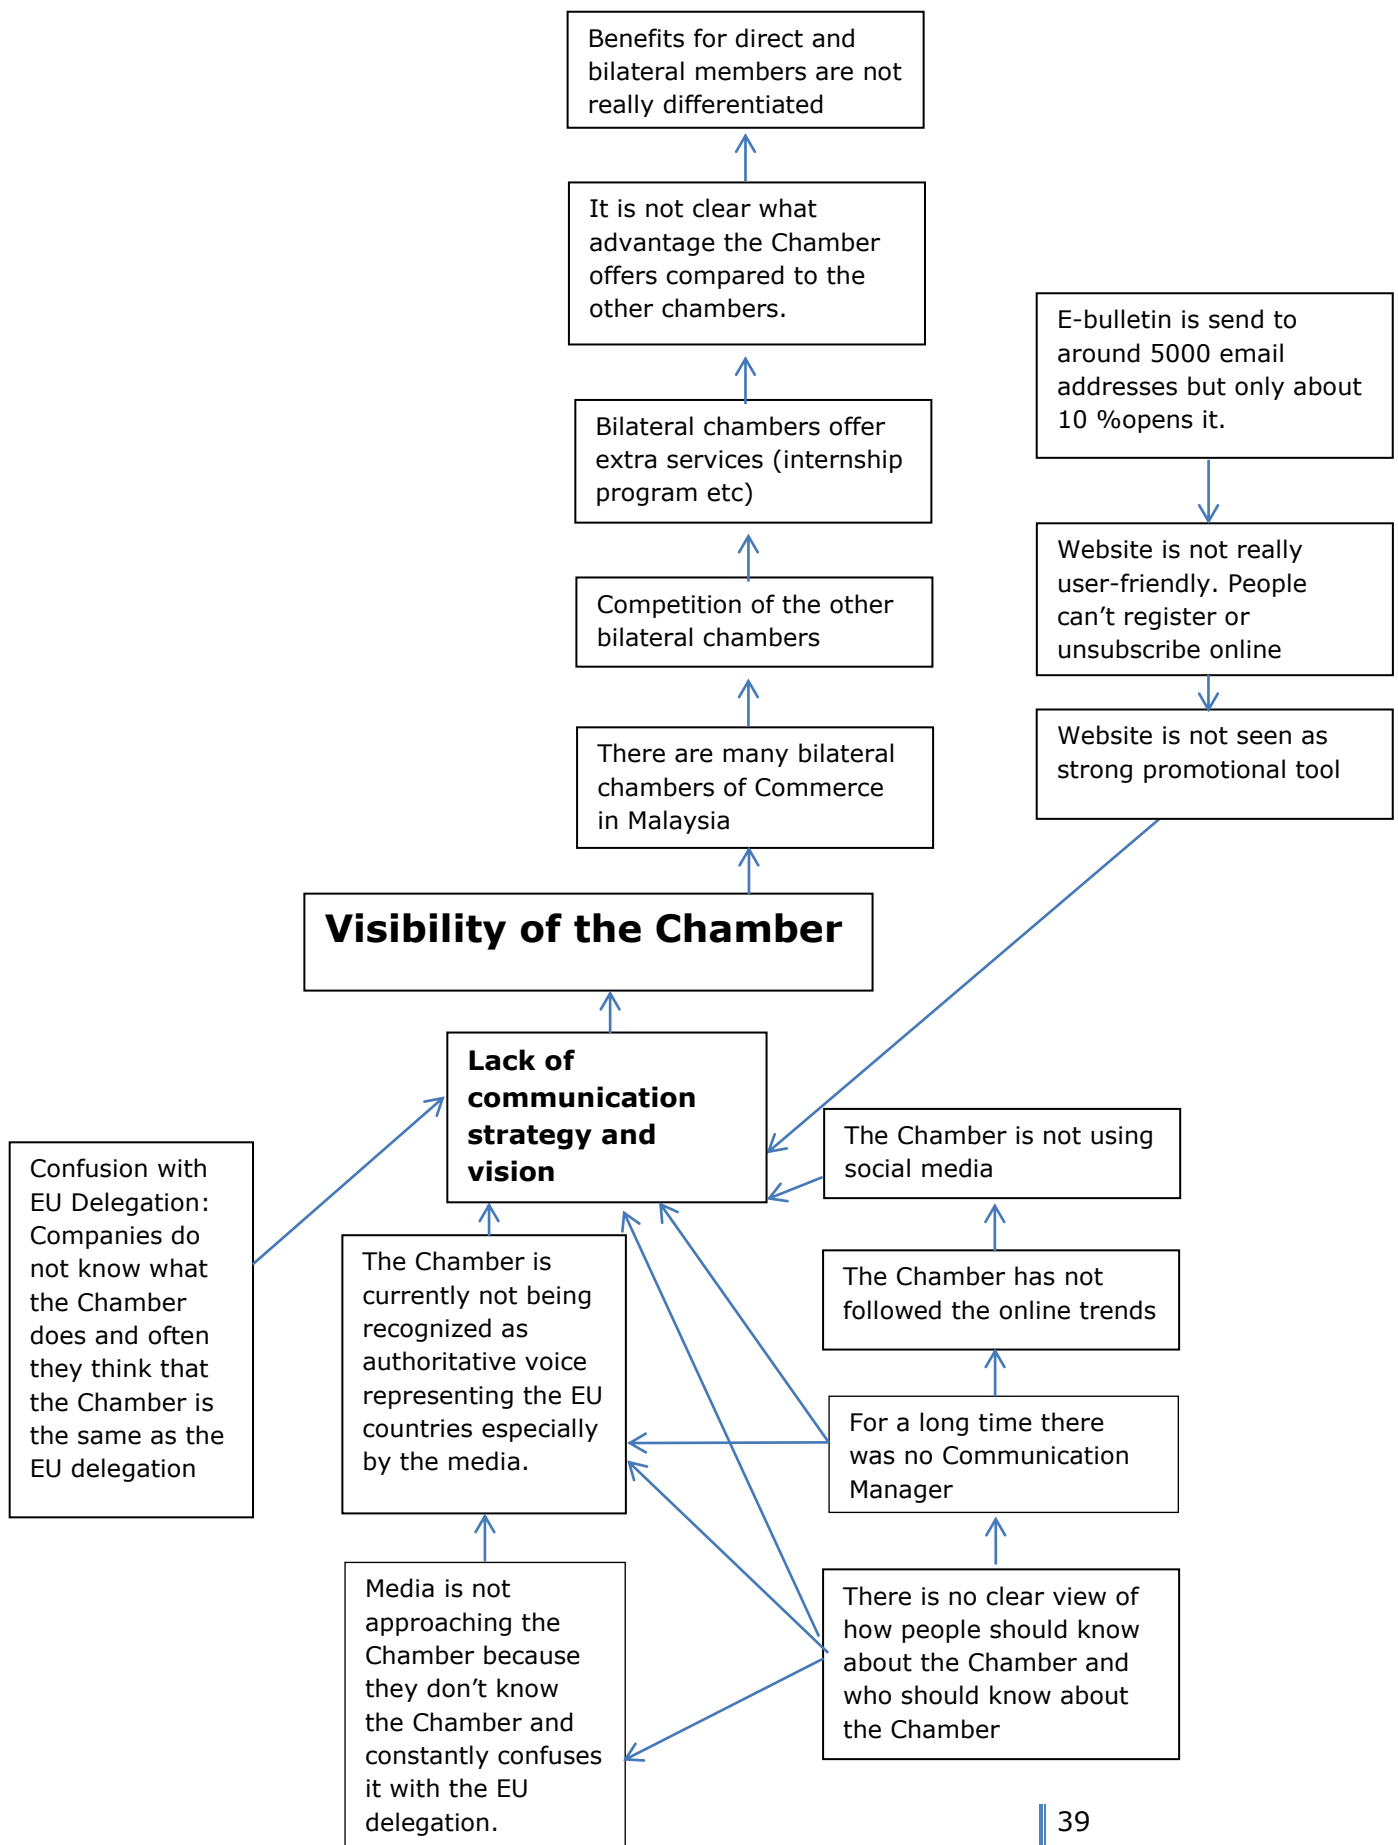 Benefits for direct and
bilateral members are not
really differentiated
It is not clear what
advantage the Chamber
offers compared to the
other chambers.
E-bulletin is send to
around 5000 email
addresses but only about
10 %opens it.
Bilateral chambers offer
extra services (internship
program etc)
Website is not really
user-friendly. People
can’t register or
unsubscribe online
Competition of the other
bilateral chambers
Website is not seen as
strong promotional tool
There are many bilateral
chambers of Commerce
in Malaysia
Visibility of the Chamber
Lack of
communication
strategy and
vision
The Chamber is not using
social media
Confusion with
EU Delegation:
Companies do
not know what
the Chamber
does and often
they think that
the Chamber is
the same as the
EU delegation
The Chamber is
currently not being
recognized as
authoritative voice
representing the EU
countries especially
by the media.
The Chamber has not
followed the online trends
For a long time there
was no Communication
Manager
Media is not
approaching the
Chamber because
they don’t know
the Chamber and
constantly confuses
it with the EU
delegation.
There is no clear view of
how people should know
about the Chamber and
who should know about
the Chamber
39